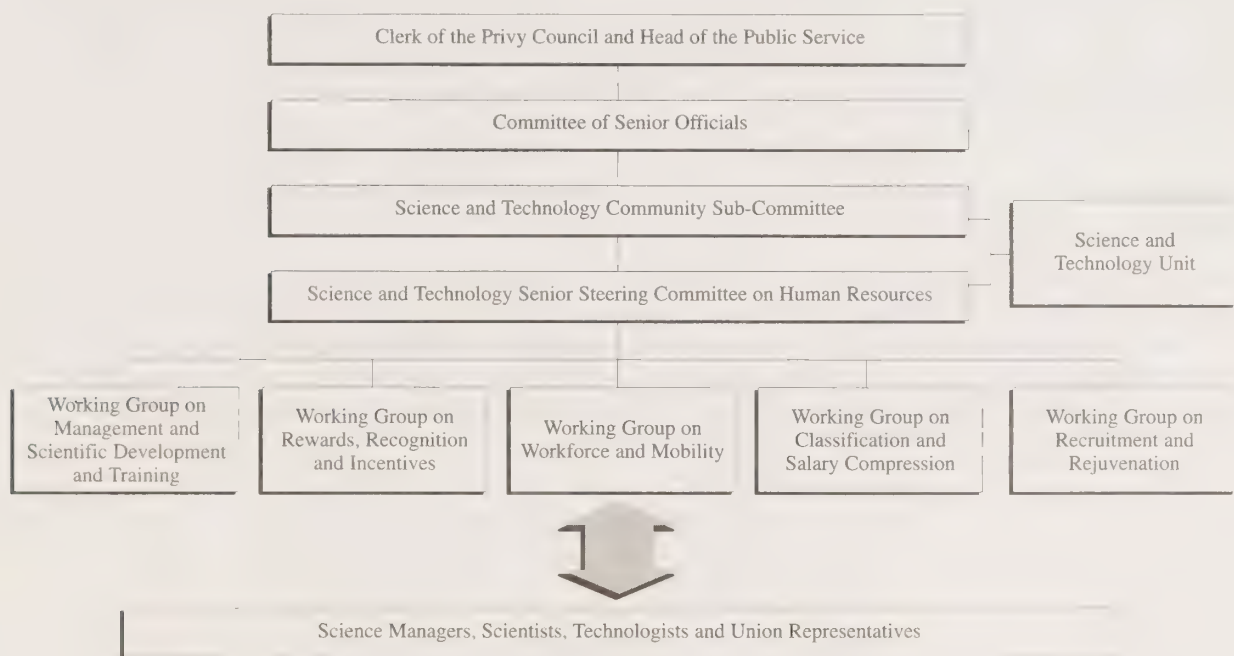 Clerk of the Privy Council and Head of the Public Service
Committee of Senior Officials
Science and Technology Community Sub-Committee
Science and
Technology Unit
Science and Technology Senior Steering Committee on Human Resources
Working Group on
Management and
Scientific Development
and Training
Working Group on
Rewards, Recognition
and Incentives
Working Group on
Workforce and Mobility
Working Group on
Classification and
Salary Compression
Working Group on
Recruitment and
Rejuvenation
Science Managers, Scientists, Technologists and Union Representatives